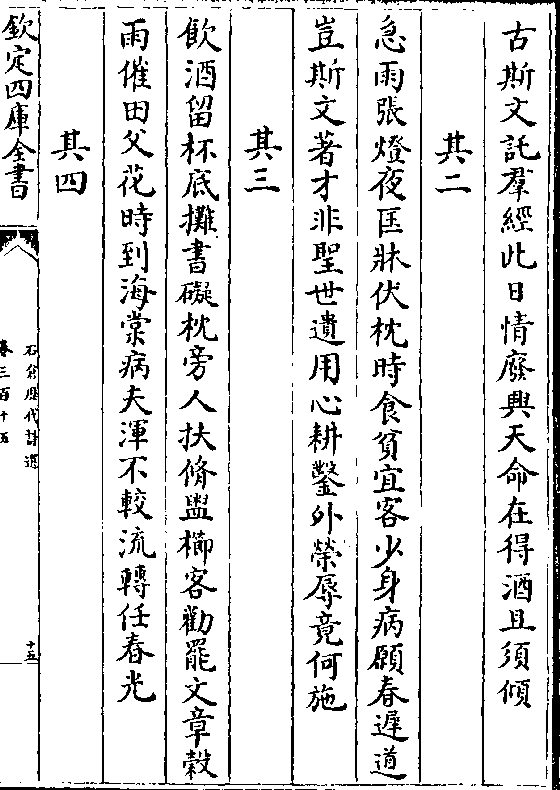 古斯文託羣經此日情廢興天命在得酒且須傾
其二
急雨張燈夜匡牀伏枕時食貧宜客少身病願春遲道
豈斯文著才非聖世遺用心耕鑿外榮辱竟何施
其三
飲酒留杯底攤書礙枕旁人扶脩盥櫛客勸罷文章穀
雨催田父花時到海棠病夫渾不較流轉任春光
其四
欽定四庫全書
石倉歴代詩選
卷三百十五
十五